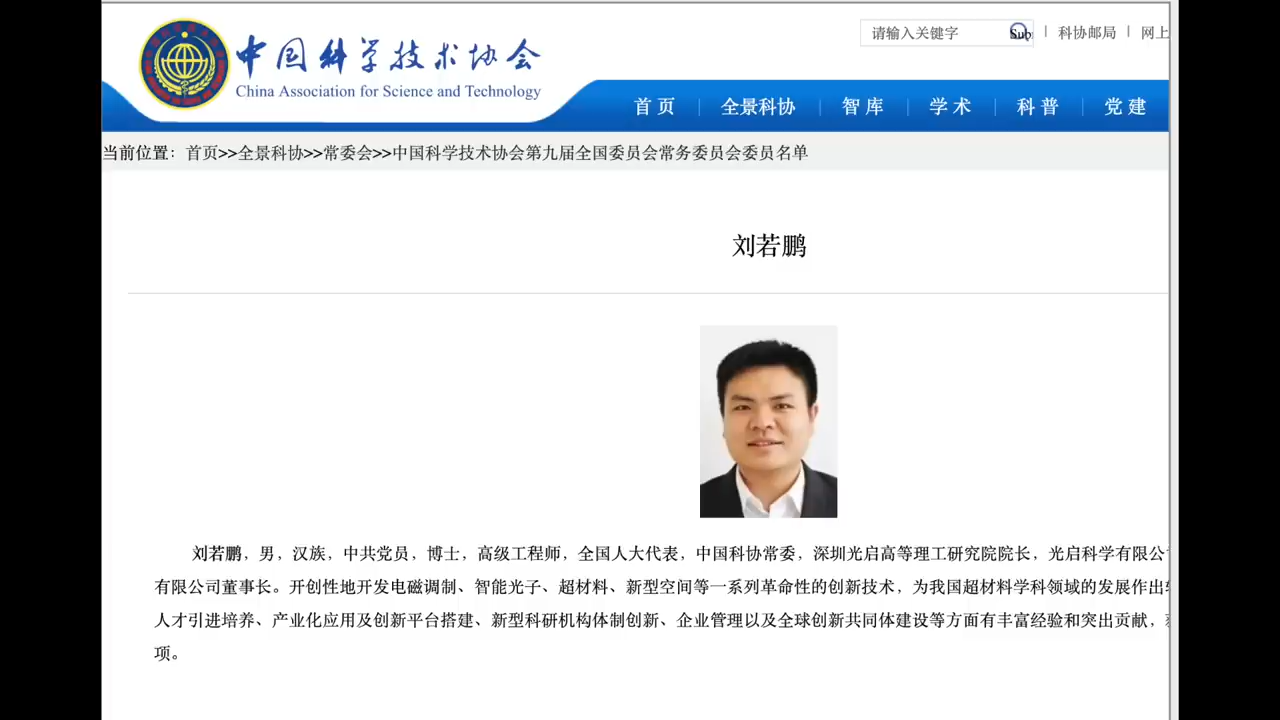 中国科学技术协会
China Association for Science and Technology
请输入关键字
科协邮局
网上
首页
全景科协
智库
学术
科普
党建
当前位置：首页>>全景科协>>常委会>>中国科学技术协会第九届全国委员会常务委员会委员名单
刘若鹏
刘若鹏，男，汉族，中共党员，博士，高级工程师，全国人大代表，中国科协常委，深圳光启高等理工研究院院长，光启科学有限公
有限公司董事长。开创性地开发电磁调制、智能光子、超材料、新型空间等一系列革命性的创新技术，为我国超材料学科领域的发展作出
人才引进培养、产业化应用及创新平台搭建、新型科研机构体制创新、企业管理以及全球创新共同体建设等方面有丰富经验和突出贡献，
项。